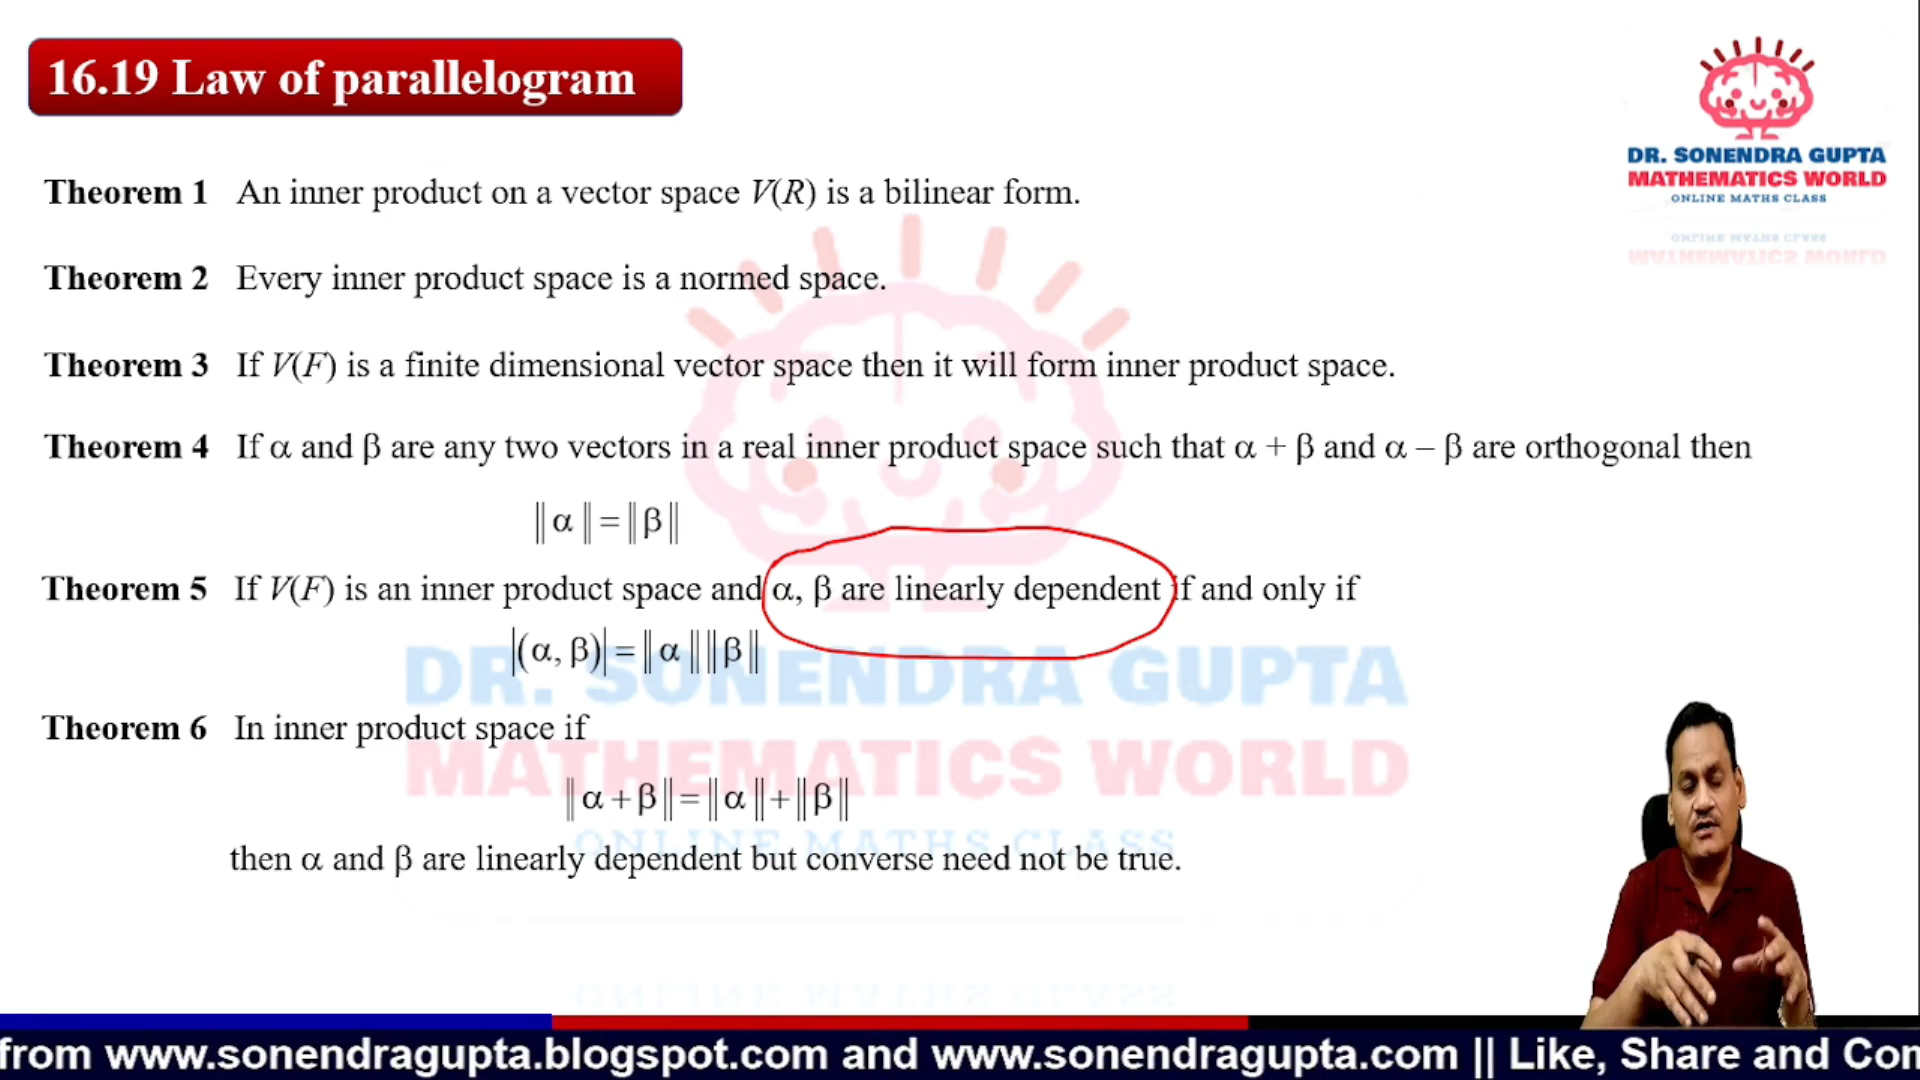 16.19 Law of parallelogram
DR. SONENDRA GUPTA
MATHEMATICS WORLD
ONLINE MATHS CLASS
Theorem 1 An inner product on a vector space V(R) is a bilinear form.
Theorem 2 Every inner product space is a normed space.
Theorem 3 If V(F) is a finite dimensional vector space then it will form inner product space.
Theorem 4 If α and β are any two vectors in a real inner product space such that α + β and α – β are orthogonal then
‖α‖=‖β‖
Theorem 5 If V(F) is an inner product space and α, β are linearly dependent if and only if
|(α, β)|=‖α‖‖β‖
DR. SONENDRA GUPTA
Theorem 6 In inner product space if
MATHEMATICS WORLD
‖α+β‖=‖α‖+‖β‖
ONLINE MATHS CLASS
then α and β are linearly dependent but converse need not be true.
from www.sonendragupta.blogspot.com and www.sonendragupta.com || Like, Share and Com